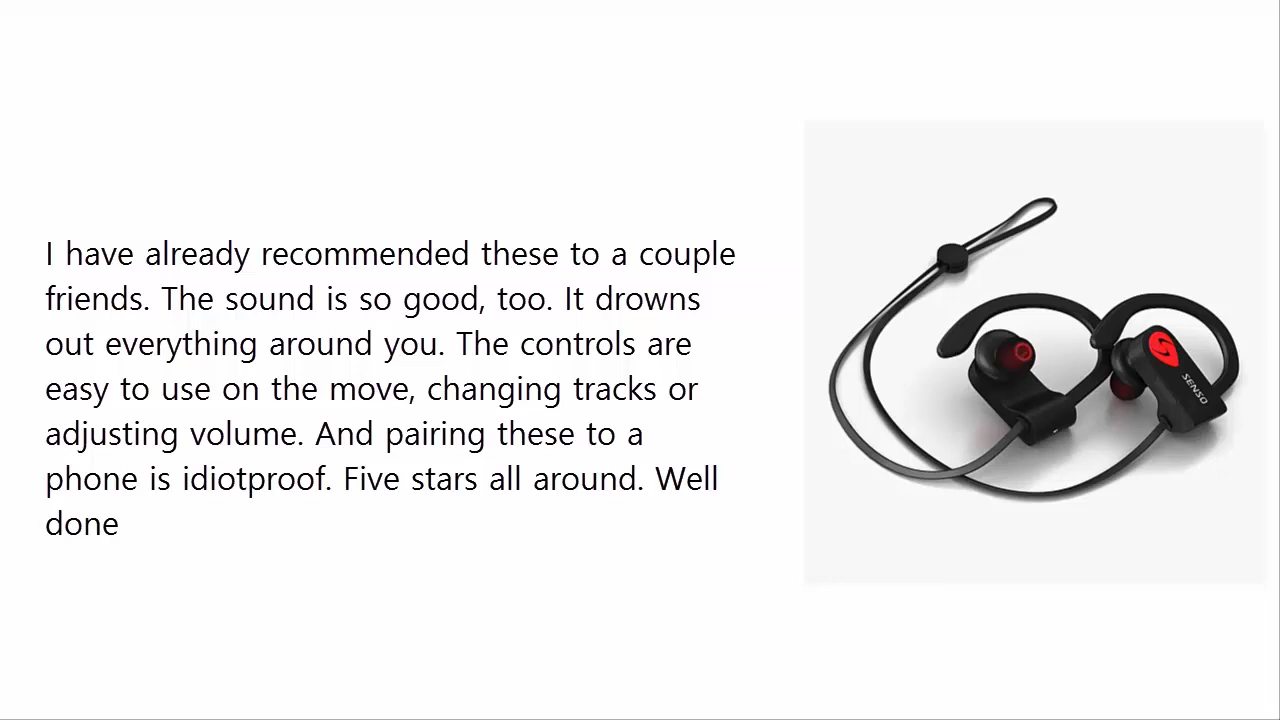 I have already recommended these to a couple
friends. The sound is so good, too. It drowns
out everything around you. The controls are
easy to use on the move, changing tracks or
adjusting volume. And pairing these to a
phone is idiotproof. Five stars all around. Well
done
SENSO